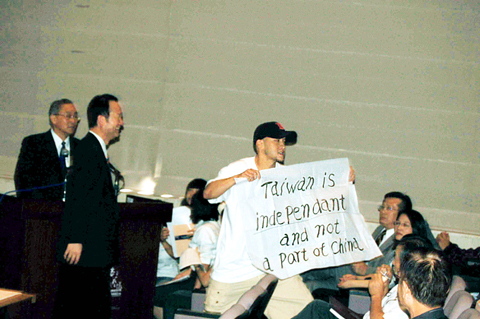 Taiwan is
independant
and not
a part of China